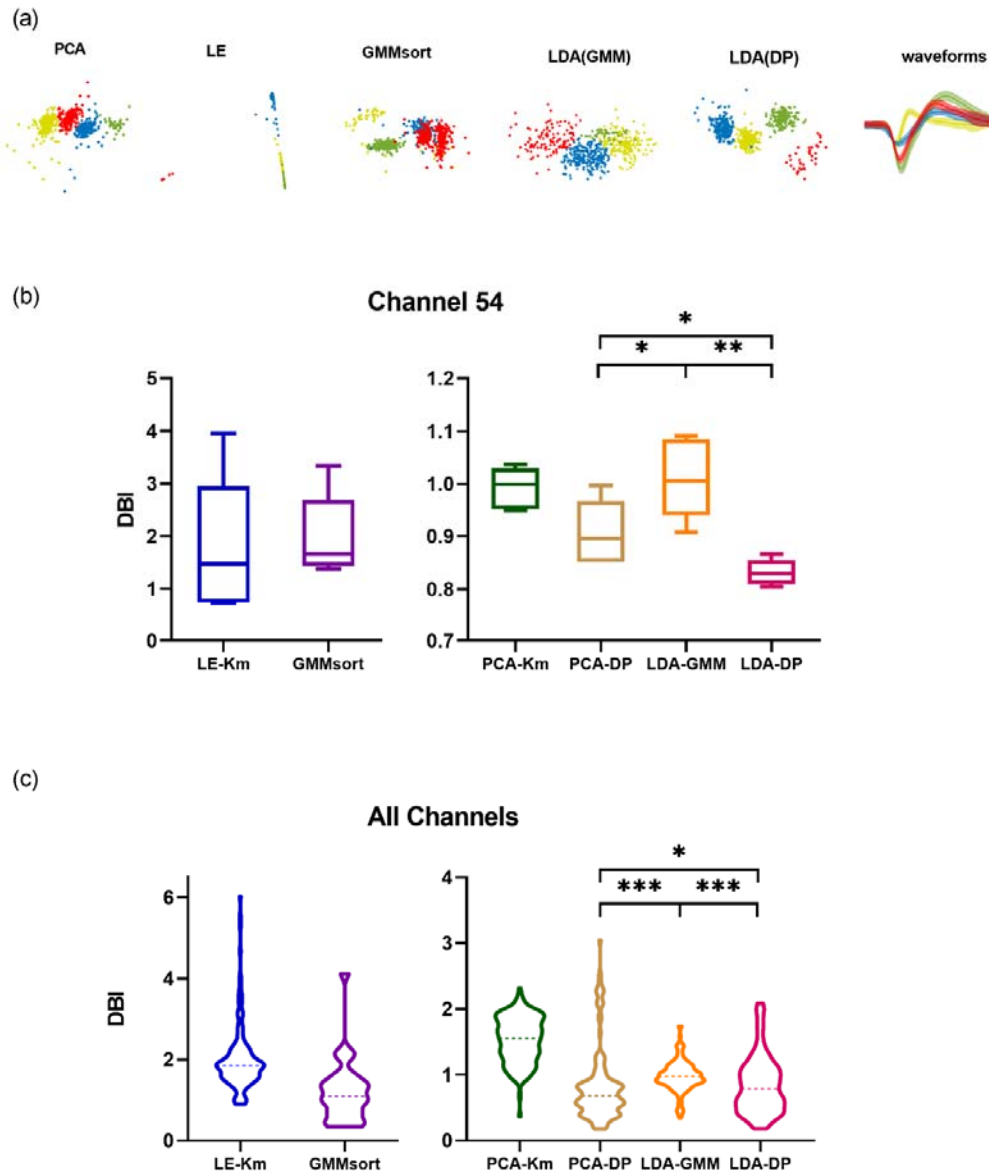 (a)
PCA LE GMMsort LDA(GMM) LDA(DP) waveforms
(b)
Channel 54
*
* **
DBI
5
4
3
2
1
0
LE-Km GMMsort
1.2
1.1
1.0
0.9
0.8
0.7
PCA-Km PCA-DP LDA-GMM LDA-DP
(c)
All Channels
*
*** ***
DBI
6
4
2
0
LE-Km GMMsort
4
3
2
1
0
PCA-Km PCA-DP LDA-GMM LDA-DP